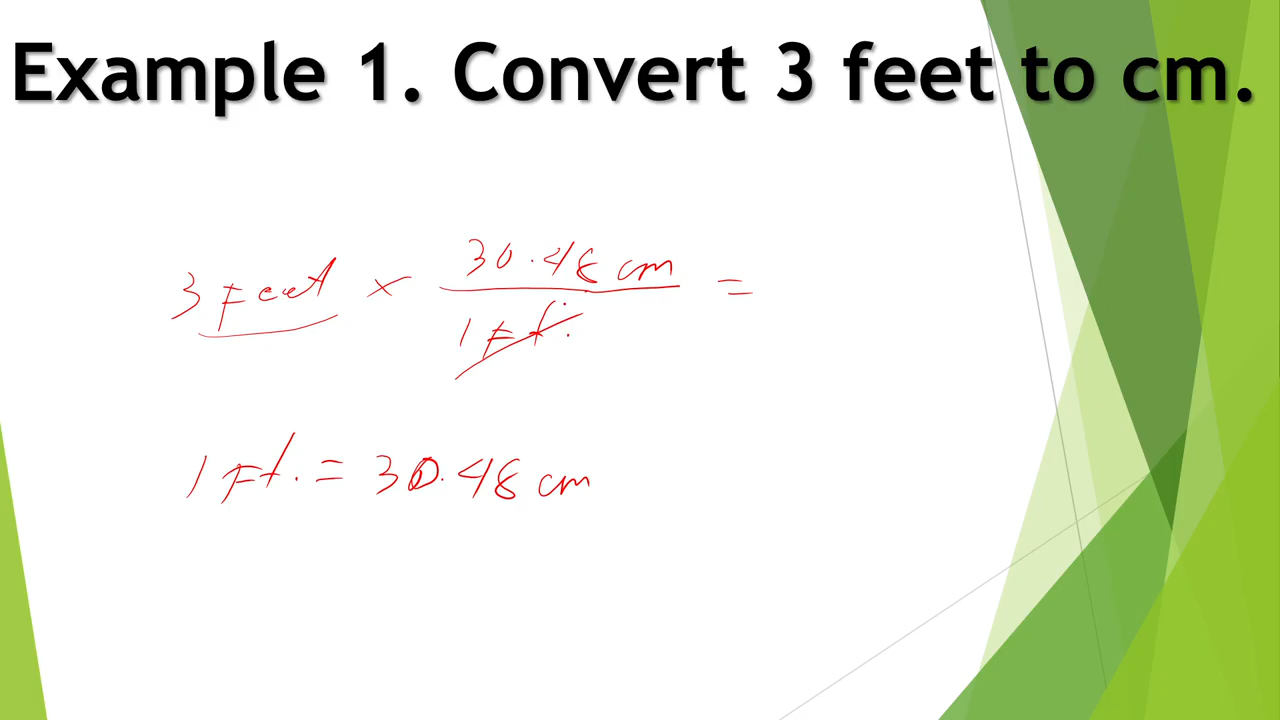 Example 1. Convert 3 feet to cm.
3 Feet × 30.48 cm / 1 Ft. =
1 Ft. = 30.48 cm